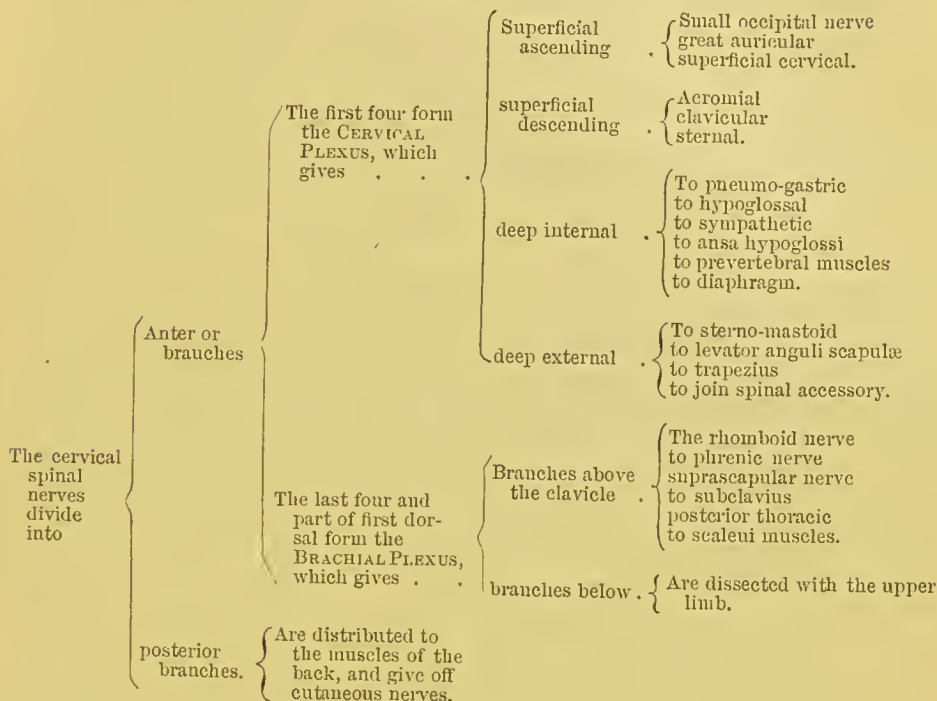 Superficial
ascending .
Small occipital nerve
great auricular
superficial cervical.
superficial
descending .
Acromial
clavicular
sternal.
The first four form
the CERVICAL
PLEXUS, which
gives . . .
deep internal .
To pneumo-gastric
to hypoglossal
to sympathetic
to ansa hypoglossi
to prevertebral muscles
to diaphragm.
deep external .
To sterno-mastoid
to levator anguli scapulæ
to trapezius
to join spinal accessory.
Anter or
brauches
The cervical
spinal
nerves
divide
into
The last four and
part of first dor-
sal form the
BRACHIAL PLEXUS,
which gives . .
Branches above
the clavicle .
The rhomboid nerve
to phrenic nerve
suprascapular nerve
to subclavius
posterior thoracic
to scaleui muscles.
branches below .
Are dissected with the upper
limb.
posterior
branches.
Are distributed to
the muscles of the
back, and give off
cutaneous nerves.